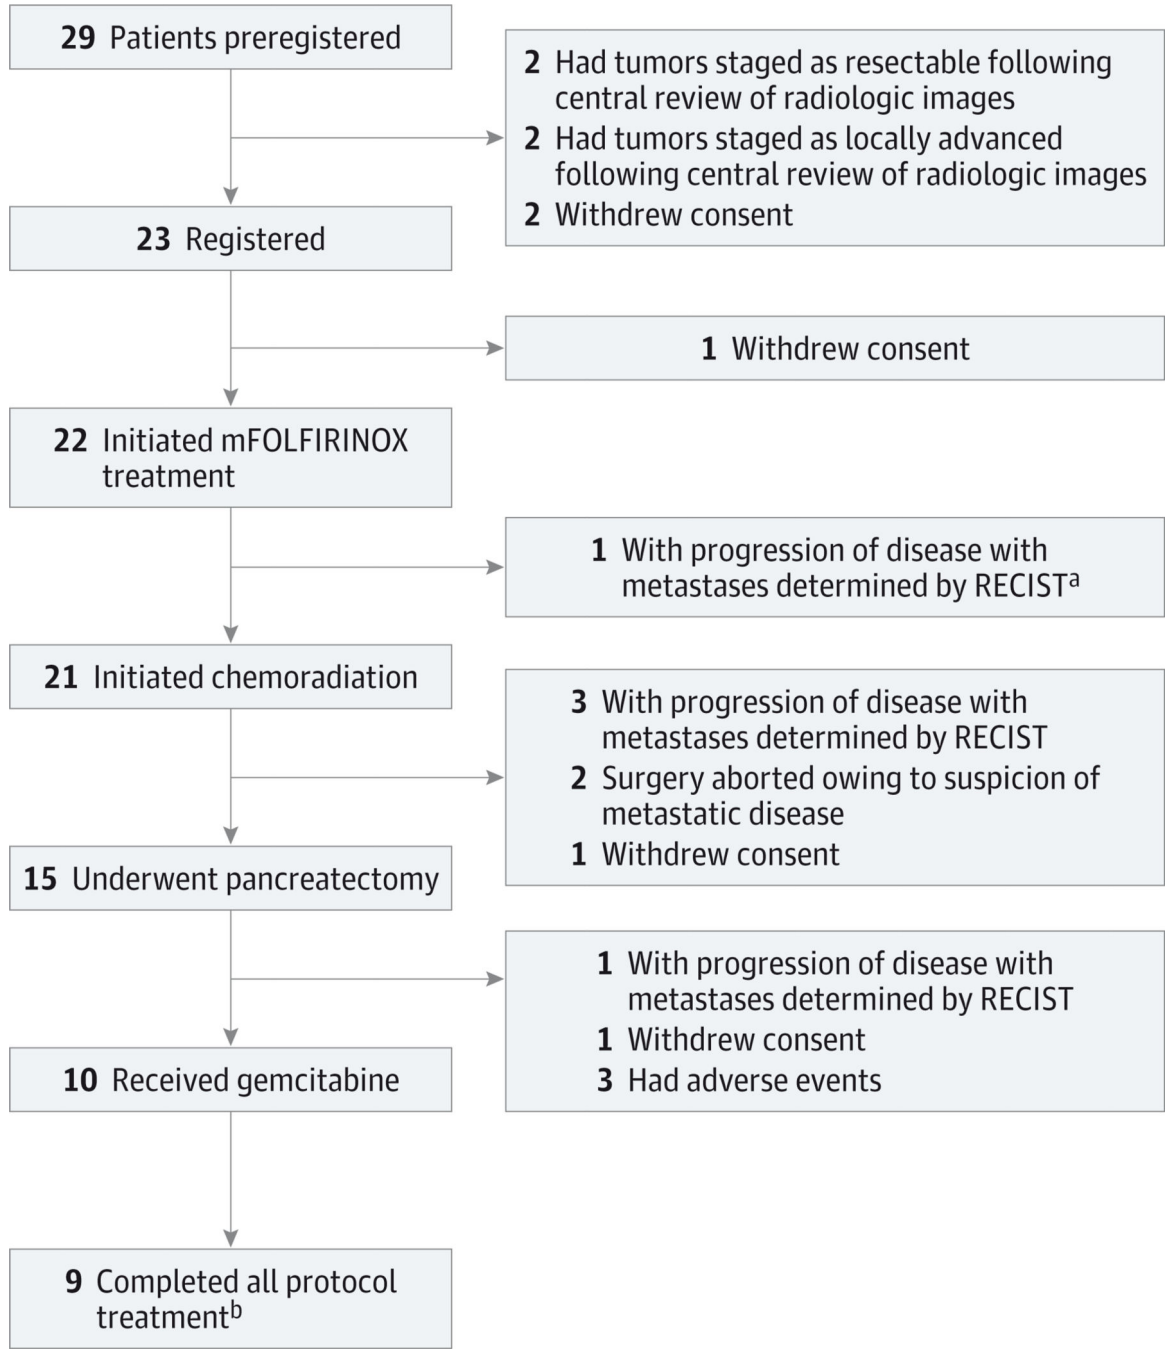 29 Patients preregistered
2 Had tumors staged as resectable following
central review of radiologic images
2 Had tumors staged as locally advanced
following central review of radiologic images
2 Withdrew consent
23 Registered
1 Withdrew consent
22 Initiated mFOLFIRINOX
treatment
1 With progression of disease with
metastases determined by RECISTᵃ
21 Initiated chemoradiation
3 With progression of disease with
metastases determined by RECIST
2 Surgery aborted owing to suspicion of
metastatic disease
1 Withdrew consent
15 Underwent pancreatectomy
1 With progression of disease with
metastases determined by RECIST
1 Withdrew consent
3 Had adverse events
10 Received gemcitabine
9 Completed all protocol
treatmentᵇ